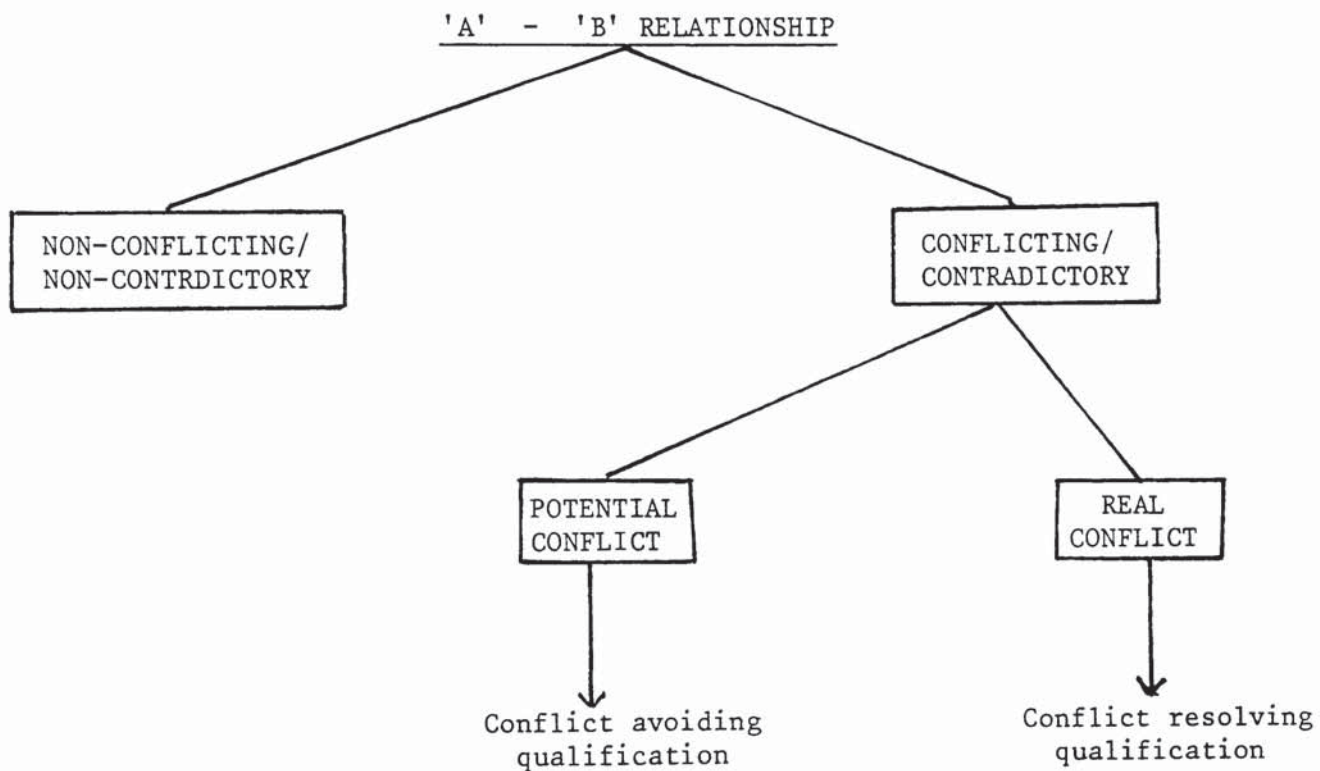 'A' - 'B' RELATIONSHIP
NON-CONFLICTING/
NON-CONTRDICTORY
CONFLICTING/
CONTRADICTORY
POTENTIAL
CONFLICT
REAL
CONFLICT
Conflict avoiding
qualification
Conflict resolving
qualification